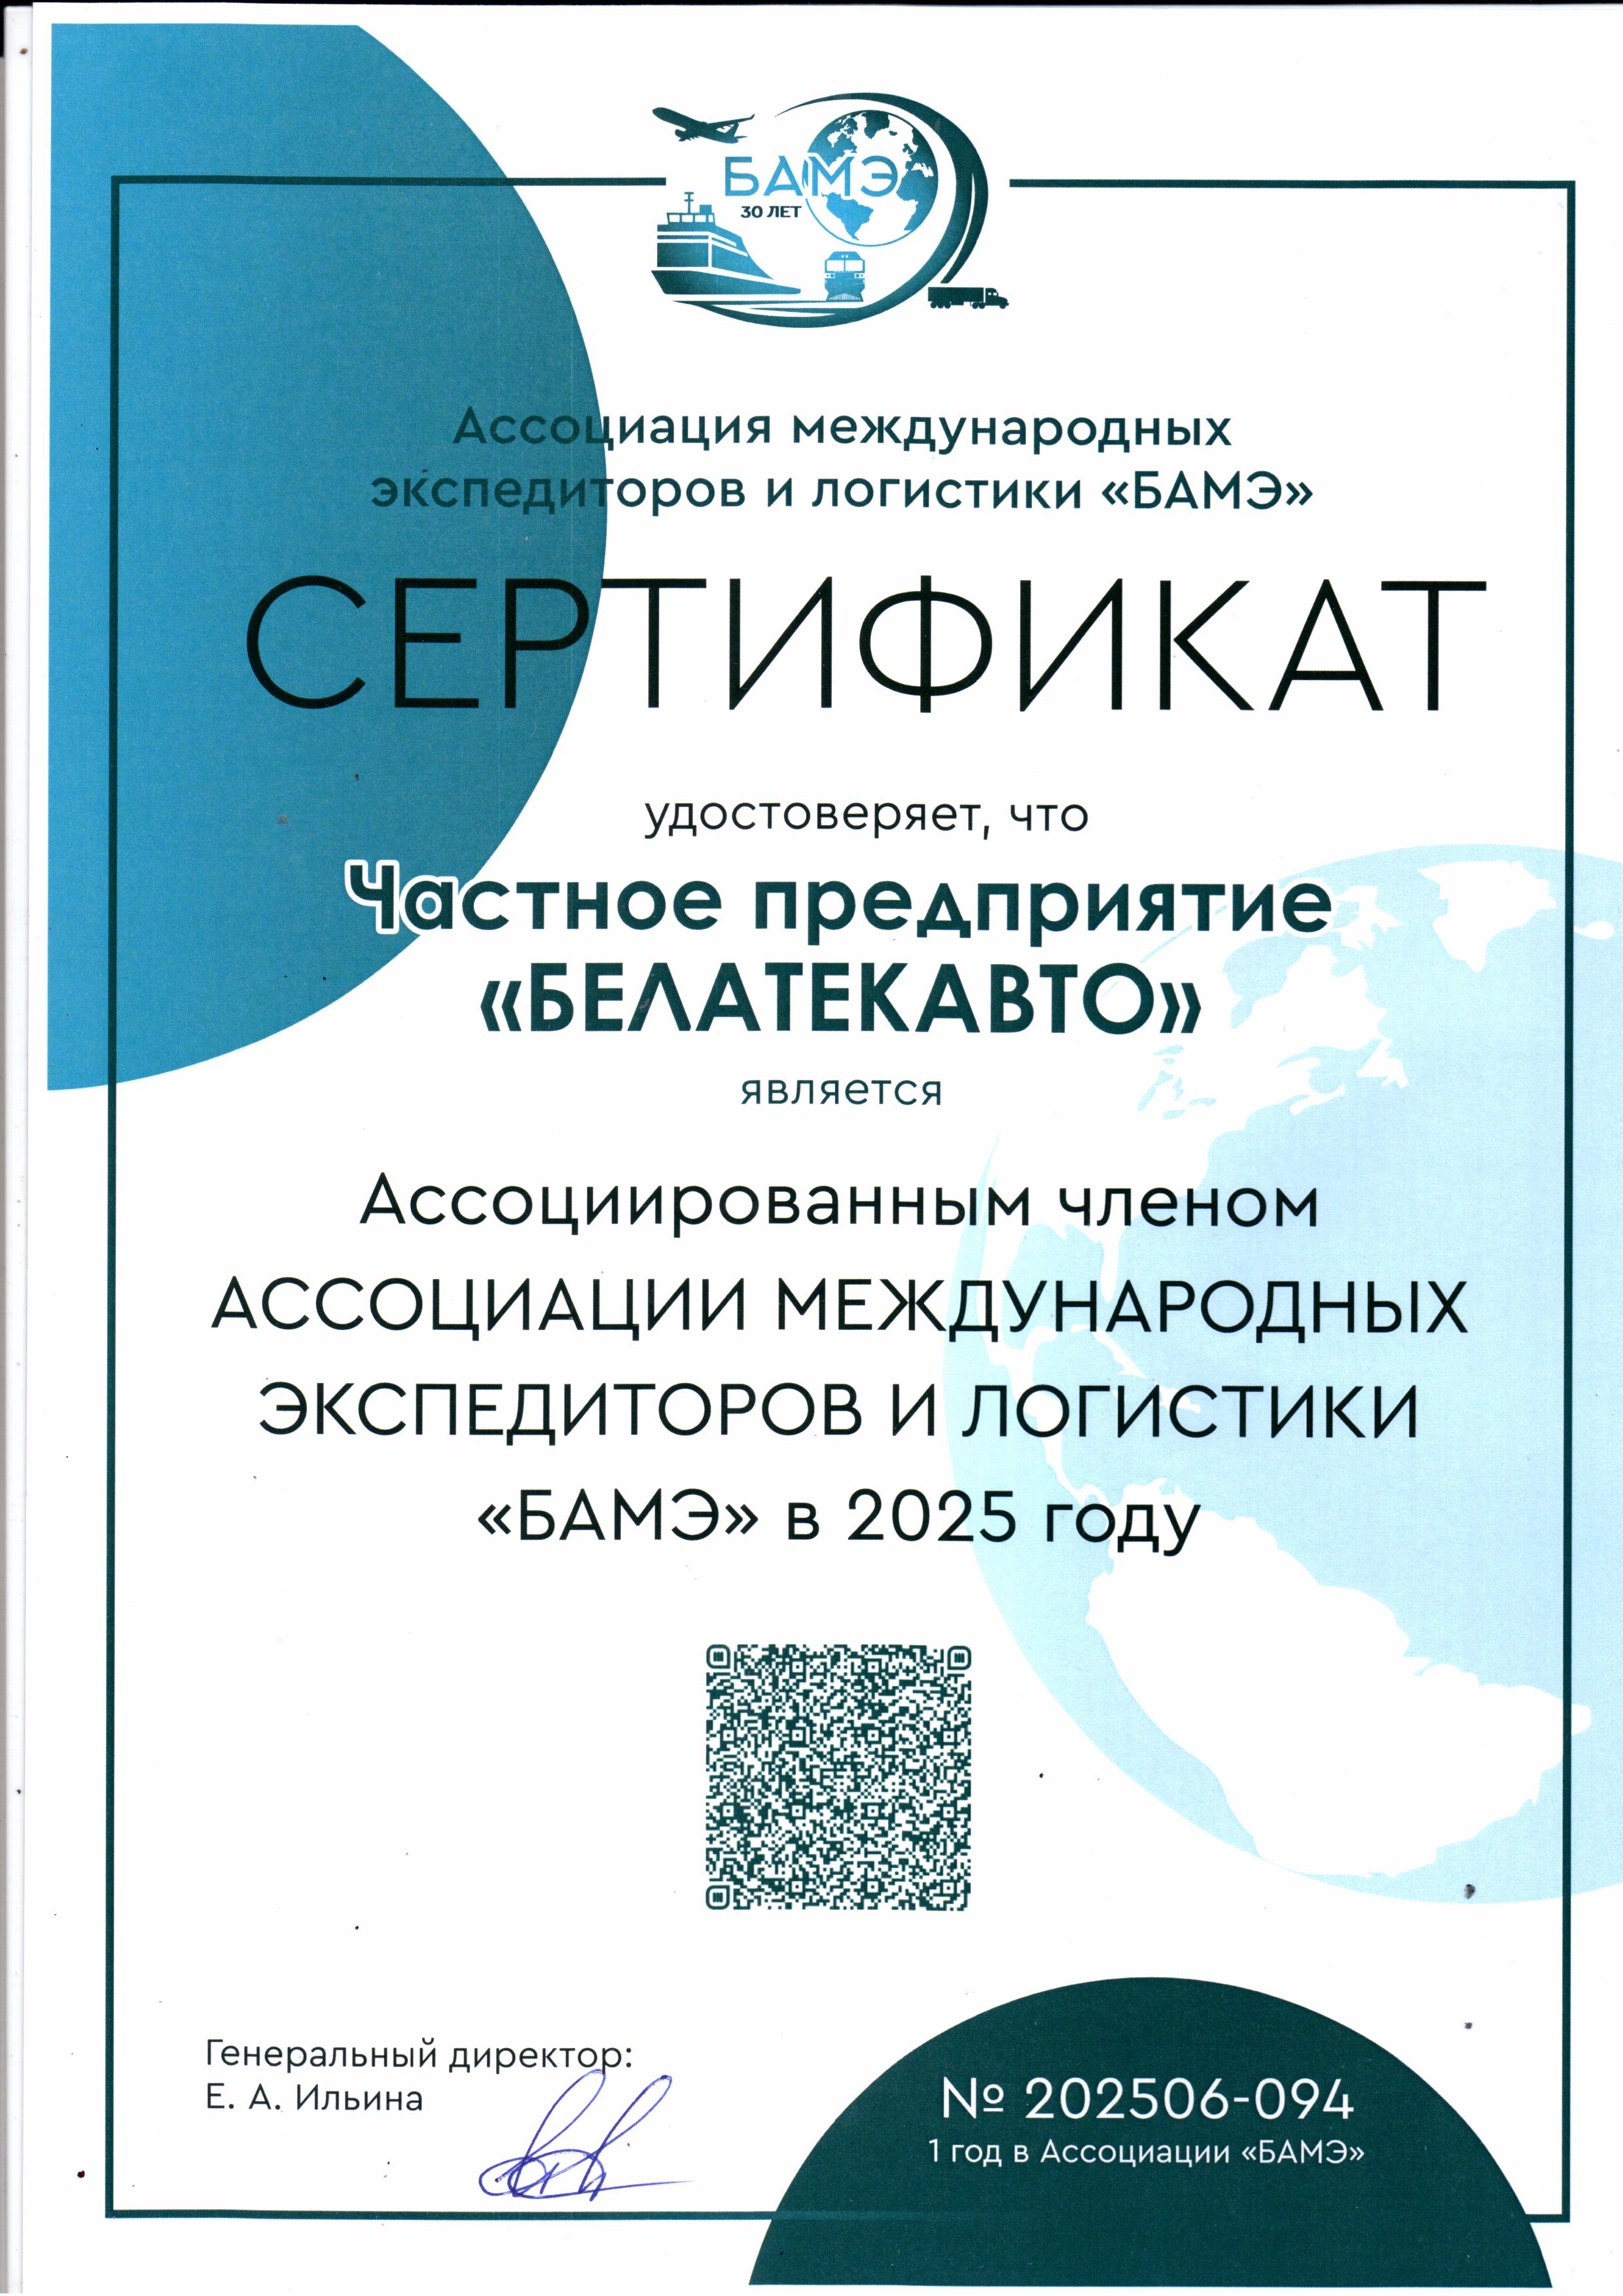 БАМЭ
30 ЛЕТ
Ассоциация международных
экспедиторов и логистики «БАМЭ»
СЕРТИФИКАТ
удостоверяет, что
Частное предприятие
«БЕЛАТЕКАВТО»
является
Ассоциированным членом
АССОЦИАЦИИ МЕЖДУНАРОДНЫХ
ЭКСПЕДИТОРОВ И ЛОГИСТИКИ
«БАМЭ» в 2025 году
Генеральный директор:
Е. А. Ильина
№ 202506-094
1 год в Ассоциации «БАМЭ»